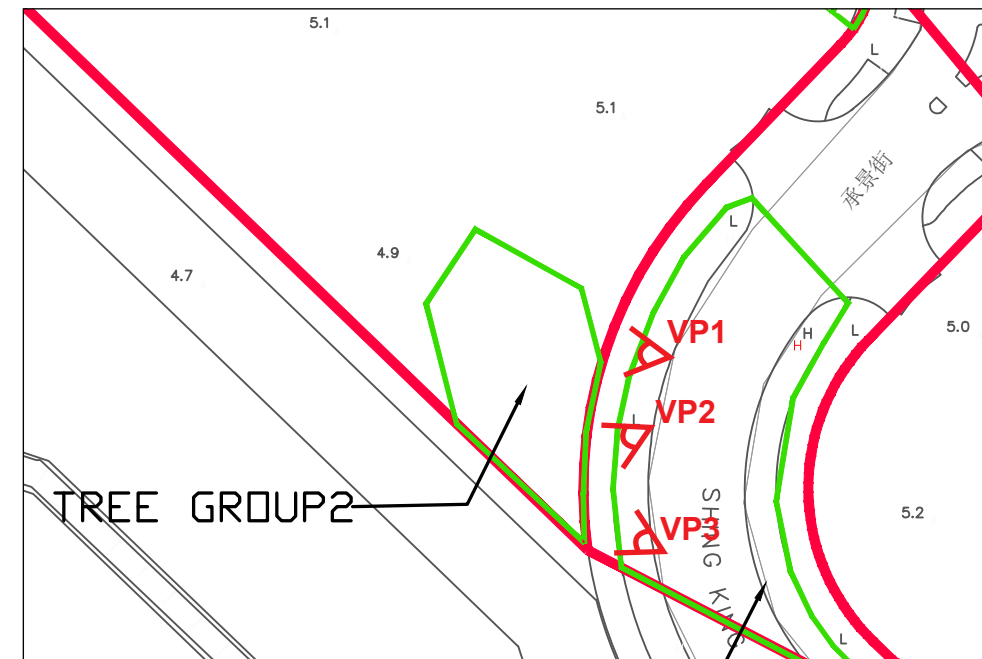 5.1
L
5.1
承景街
L
4.9
4.7
VP1
H
H
L
5.0
VP2
L
TREE GROUP2
VP3
SHING KING
5.2
L